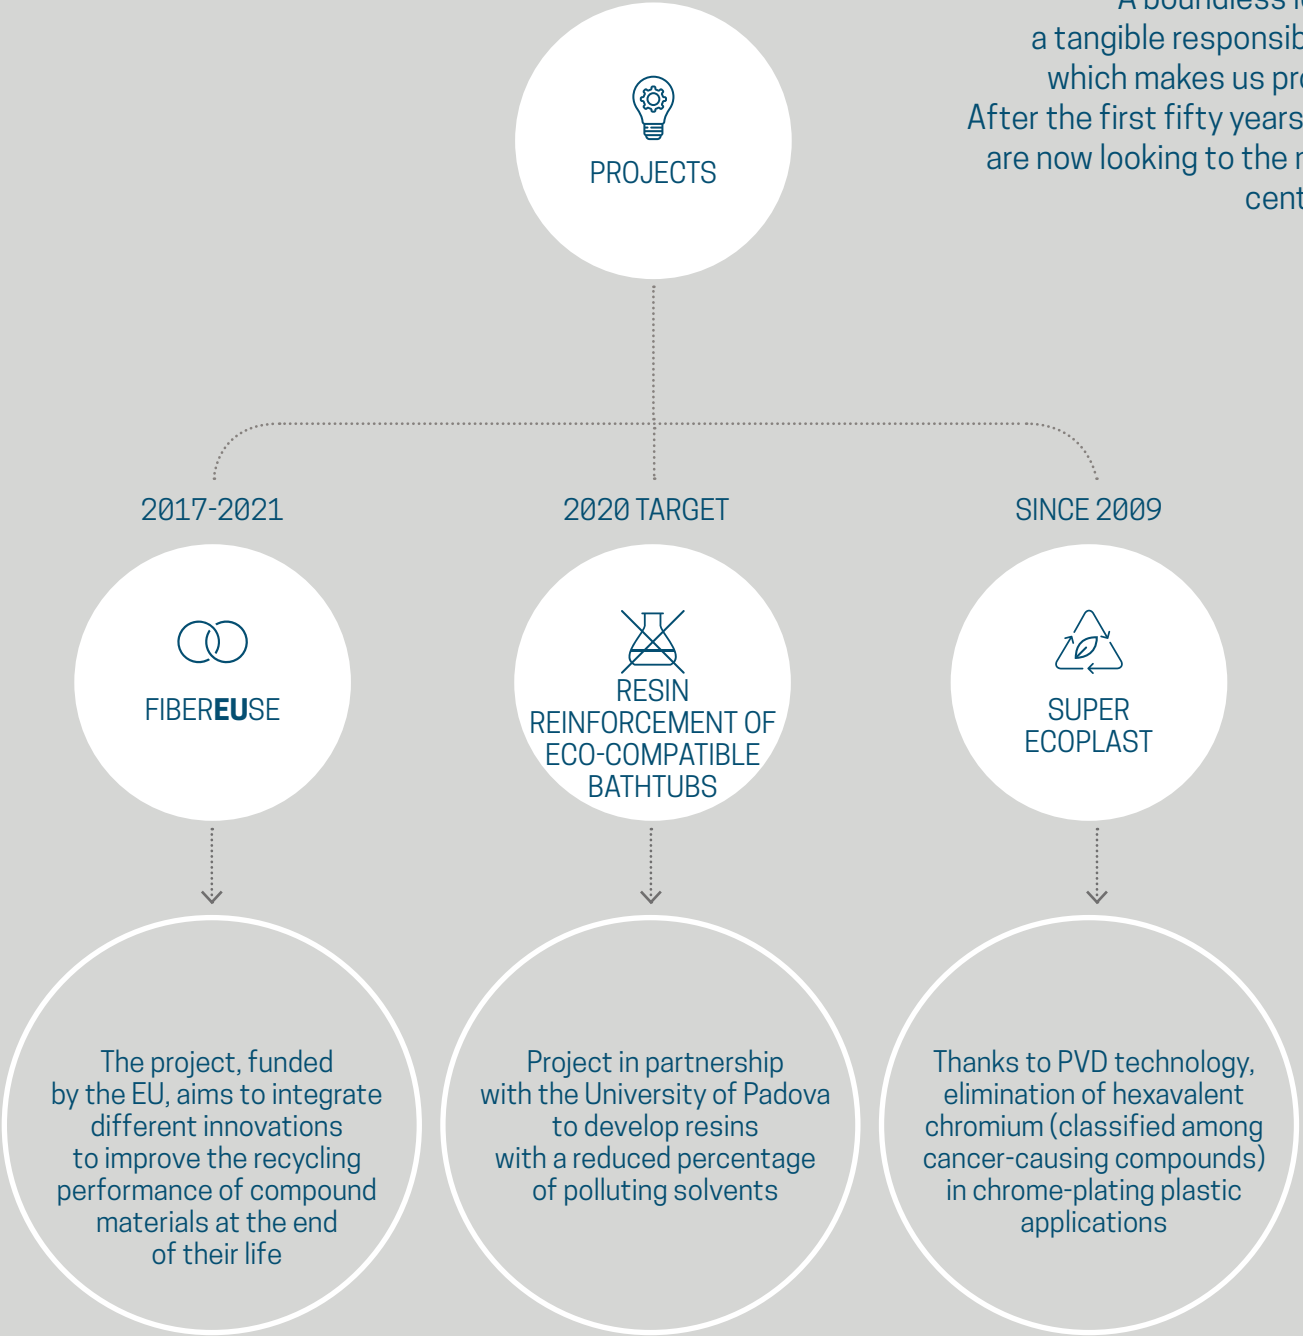 A boundless
a tangible
which makes us
After the first fifty years
are now looking to the
PROJECTS
2017-2021
2020 TARGET
SINCE 2009
FIBEREUSE
RESIN
REINFORCEMENT OF
ECO-COMPATIBLE
BATHTUBS
SUPER
ECOPLAST
The project, funded
by the EU, aims to integrate
different innovations
to improve the recycling
performance of compound
materials at the end
of their life
Project in partnership
with the University of Padova
to develop resins
with a reduced percentage
of polluting solvents
Thanks to PVD technology,
elimination of hexavalent
chromium (classified among
cancer-causing compounds)
in chrome-plating plastic
applications